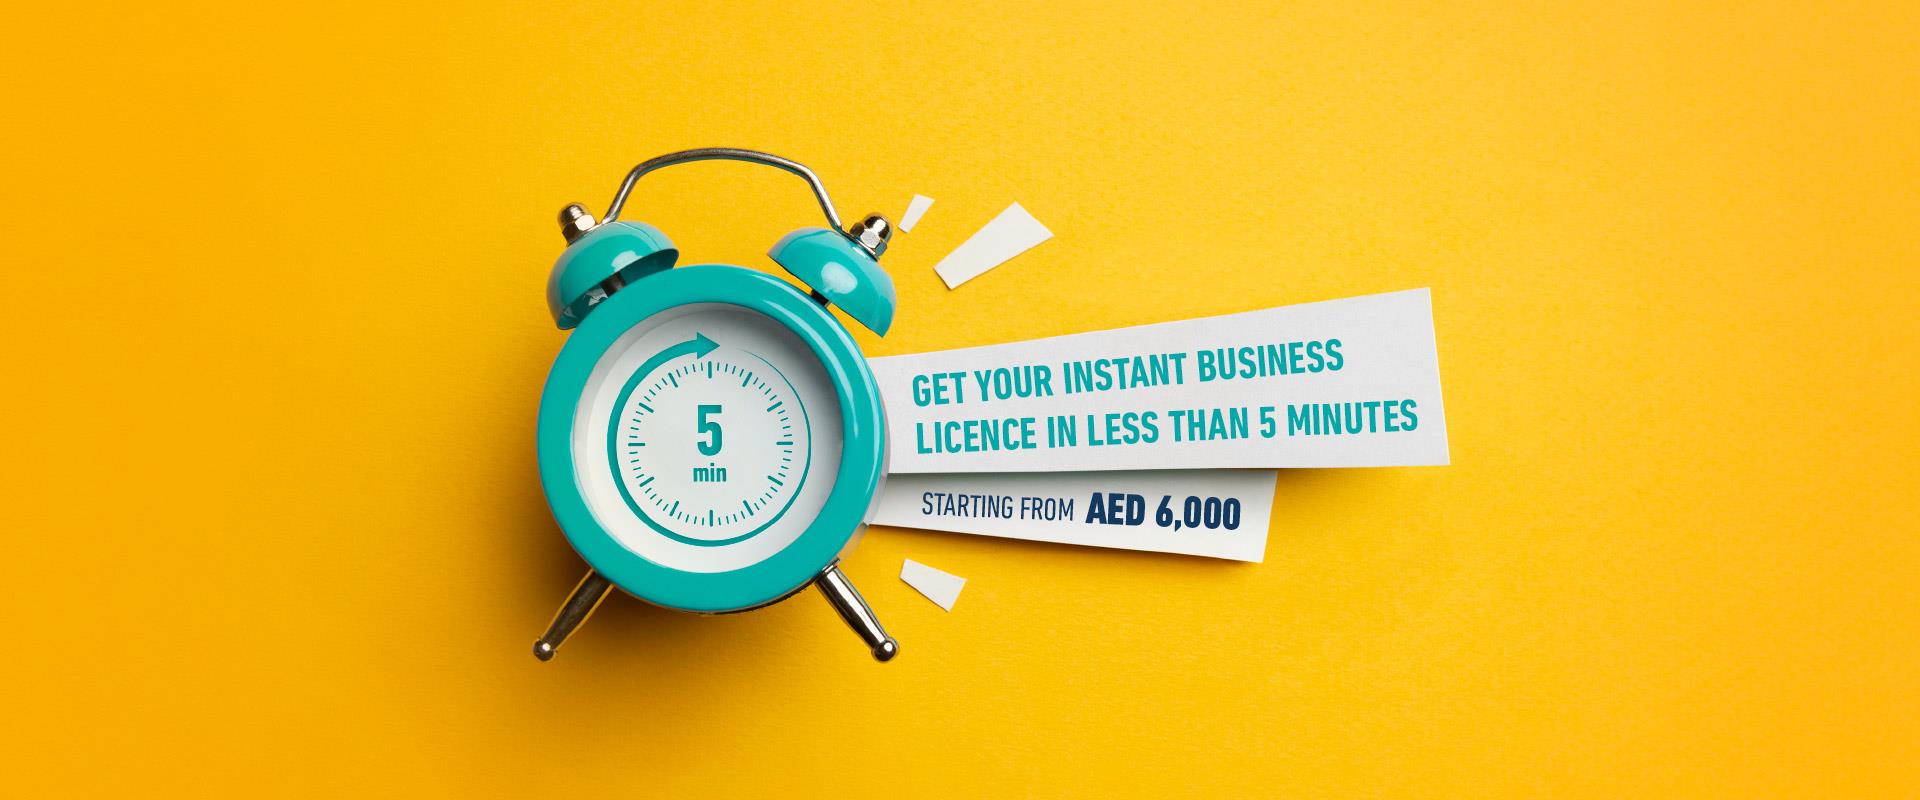 5
min
GET YOUR INSTANT BUSINESS
LICENCE IN LESS THAN 5 MINUTES
STARTING FROM AED 6,000